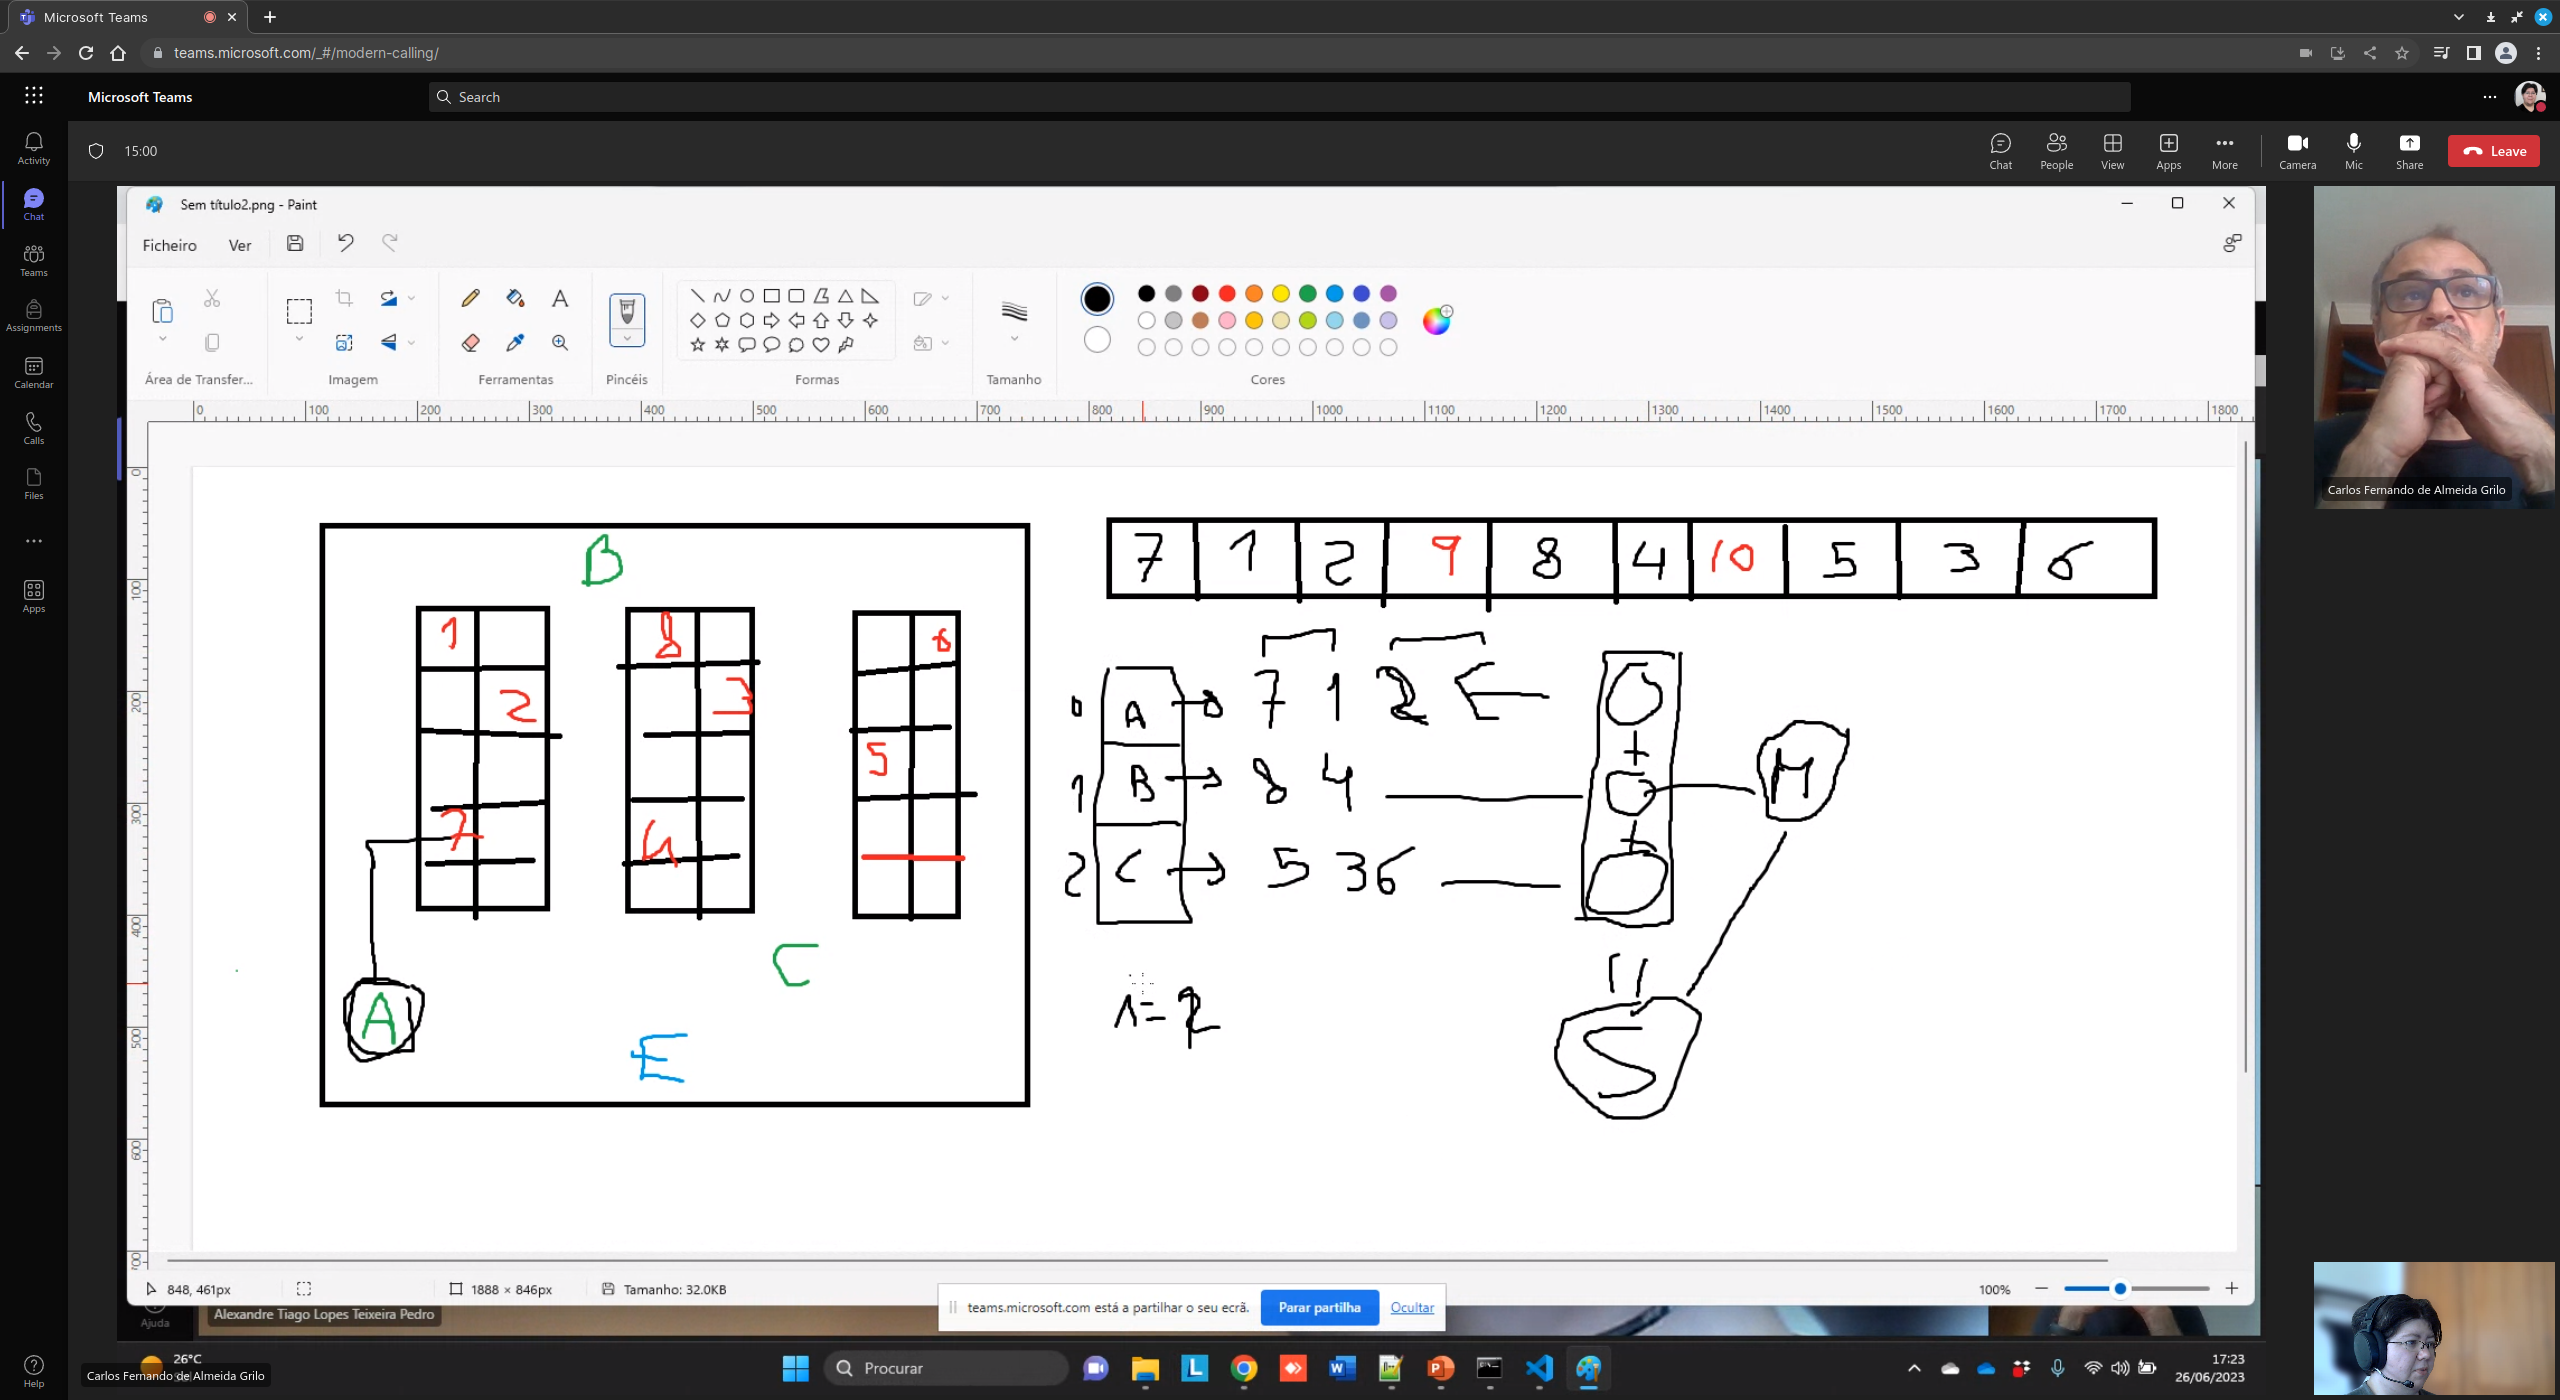 Microsoft Teams
teams.microsoft.com/_#/modern-calling/
Microsoft Teams
Search
Activity
Chat
Teams
Assignments
Calendar
Calls
Files
Apps
Help
15:00
Chat People View Apps More Camera Mic Share Leave
Sem título2.png - Paint
Ficheiro Ver
Área de Transfer... Imagem Ferramentas Pincéis Formas Tamanho Cores
0 100 200 300 400 500 600 700 800 900 1000 1100 1200 1300 1400 1500 1600 1700 1800
0
100
200
300
400
500
600
B
1 8 6
2 3
5
7 4
C
A
E
7 1 2 9 8 4 10 5 3 6
0 A 7 1 2 E
1 B 8 4
2 C 5 3 6
+
+
M
1 = 2
S
848, 461px
1888 × 846px
Tamanho: 32.0KB
100%
Ajuda
Alexandre Tiago Lopes Teixeira Pedro
teams.microsoft.com está a partilhar o seu ecrã. Parar partilha Ocultar
26°C
Procurar
17:23
26/06/2023
Carlos Fernando de Almeida Grilo
Carlos Fernando de Almeida Grilo